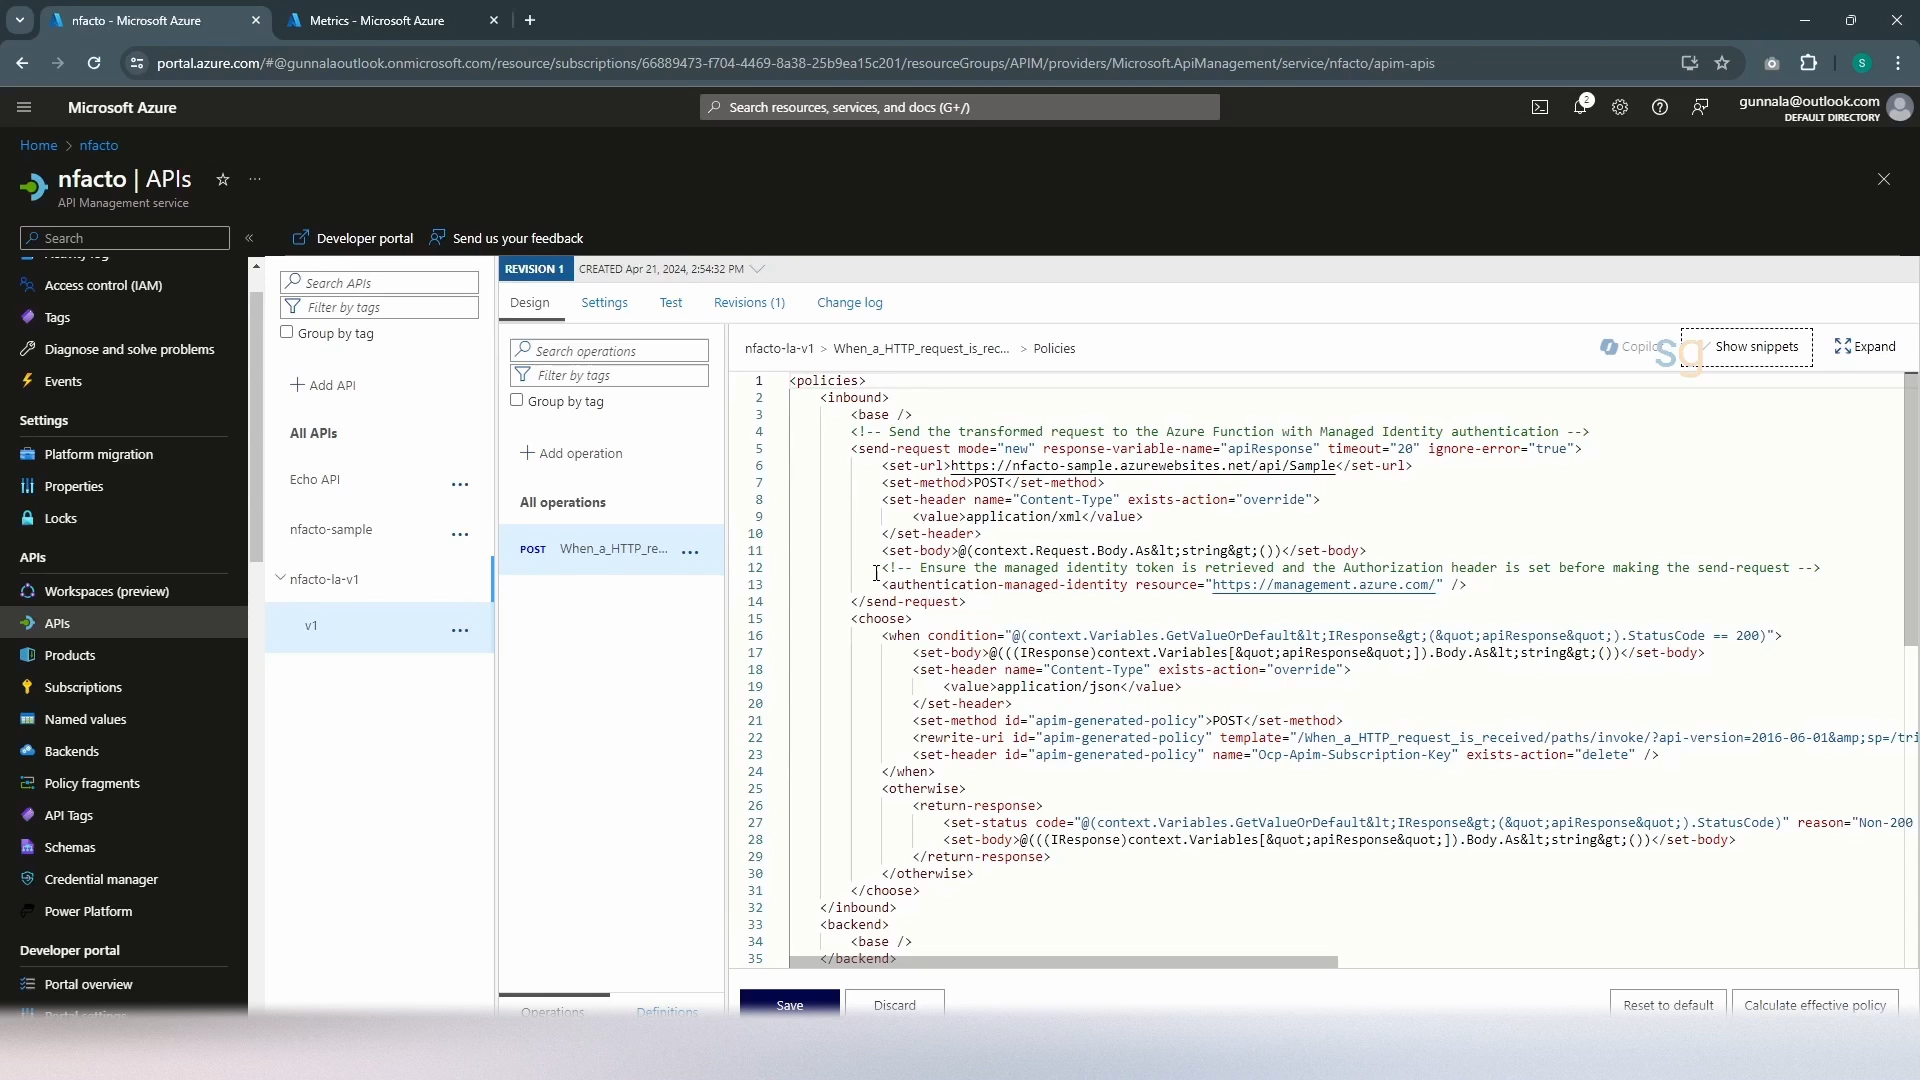 nfacto - Microsoft Azure
Metrics - Microsoft Azure
portal.azure.com/#@gunnalaoutlook.onmicrosoft.com/resource/subscriptions/66889473-f704-4469-8a38-25b9ea15c201/resourceGroups/APIM/providers/Microsoft.ApiManagement/service/nfacto/apim-apis
S
Microsoft Azure
Search resources, services, and docs (G+/)
2
gunnala@outlook.com
DEFAULT DIRECTORY
Home > nfacto
nfacto | APIs
API Management service
Search
Developer portal
Send us your feedback
Activity log
Access control (IAM)
Tags
Diagnose and solve problems
Events
Settings
Platform migration
Properties
Locks
APIs
Workspaces (preview)
APIs
Products
Subscriptions
Named values
Backends
Policy fragments
API Tags
Schemas
Credential manager
Power Platform
Developer portal
Portal overview
Portal settings
Search APIs
Filter by tags
Group by tag
Add API
All APIs
Echo API
nfacto-sample
nfacto-la-v1
v1
REVISION 1
CREATED Apr 21, 2024, 2:54:32 PM
Design
Settings
Test
Revisions (1)
Change log
Search operations
Filter by tags
Group by tag
Add operation
All operations
POST When_a_HTTP_re...
Operations
Definitions
nfacto-la-v1 > When_a_HTTP_request_is_rec... > Policies
sg
Show snippets
Expand
1 <policies>
2 <inbound>
3 <base />
4 <!-- Send the transformed request to the Azure Function with Managed Identity authentication -->
5 <send-request mode="new" response-variable-name="apiResponse" timeout="20" ignore-error="true">
6 <set-url>https://nfacto-sample.azurewebsites.net/api/Sample</set-url>
7 <set-method>POST</set-method>
8 <set-header name="Content-Type" exists-action="override">
9 <value>application/xml</value>
10 </set-header>
11 <set-body>@(context.Request.Body.As&lt;string&gt;())</set-body>
12 <!-- Ensure the managed identity token is retrieved and the Authorization header is set before making the send-request -->
13 <authentication-managed-identity resource="https://management.azure.com/" />
14 </send-request>
15 <choose>
16 <when condition="@(context.Variables.GetValueOrDefault&lt;IResponse&gt;(&quot;apiResponse&quot;).StatusCode == 200)">
17 <set-body>@(((IResponse)context.Variables[&quot;apiResponse&quot;]).Body.As&lt;string&gt;())</set-body>
18 <set-header name="Content-Type" exists-action="override">
19 <value>application/json</value>
20 </set-header>
21 <set-method id="apim-generated-policy">POST</set-method>
22 <rewrite-uri id="apim-generated-policy" template="/When_a_HTTP_request_is_received/paths/invoke/?api-version=2016-06-01&amp;sp=/tri
23 <set-header id="apim-generated-policy" name="Ocp-Apim-Subscription-Key" exists-action="delete" />
24 </when>
25 <otherwise>
26 <return-response>
27 <set-status code="@(context.Variables.GetValueOrDefault&lt;IResponse&gt;(&quot;apiResponse&quot;).StatusCode)" reason="Non-200
28 <set-body>@(((IResponse)context.Variables[&quot;apiResponse&quot;]).Body.As&lt;string&gt;())</set-body>
29 </return-response>
30 </otherwise>
31 </choose>
32 </inbound>
33 <backend>
34 <base />
35 </backend>
Save
Discard
Reset to default
Calculate effective policy